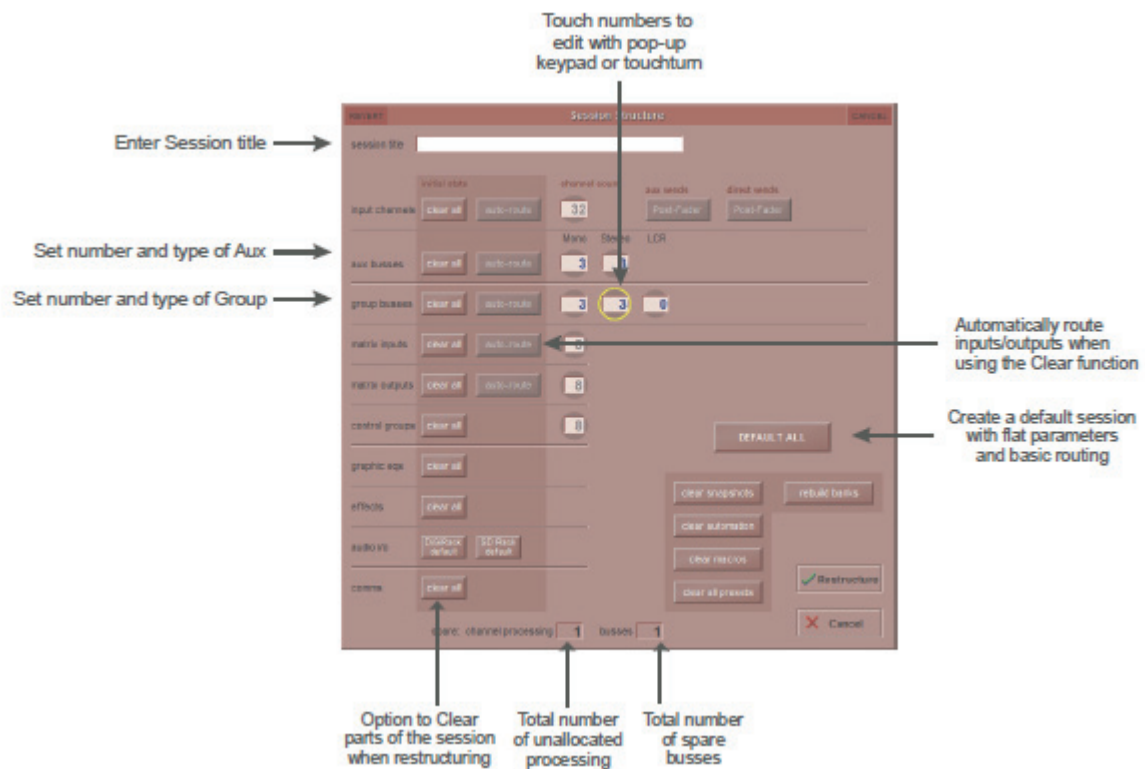 Touch numbers to
edit with pop-up
keypad or touchturn
Session Structure
CANCEL
Enter Session title
session title
initial state
aux sends
direct sends
input channels
clear all
auto-route
32
Post-Fader
Post-Fader
Mono
Stereo
LCR
Set number and type of Aux
aux busses
clear all
auto-route
3
Set number and type of Group
group busses
clear all
auto-route
3
3
0
matrix inputs
clear all
auto-route
Automatically route
inputs/outputs when
using the Clear function
matrix outputs
clear all
auto-route
8
control groups
clear all
8
DEFAULT ALL
Create a default session
with flat parameters
and basic routing
graphic eqs
clear all
clear snapshots
rebuild banks
effects
clear all
clear automation
audio i/o
DiGiRack
default
SD Rack
default
clear macros
Restructure
comms
clear all
clear all presets
Cancel
spare: channel processing
1
busses
1
Option to Clear
parts of the session
when restructuring
Total number
of unallocated
processing
Total number
of spare
busses